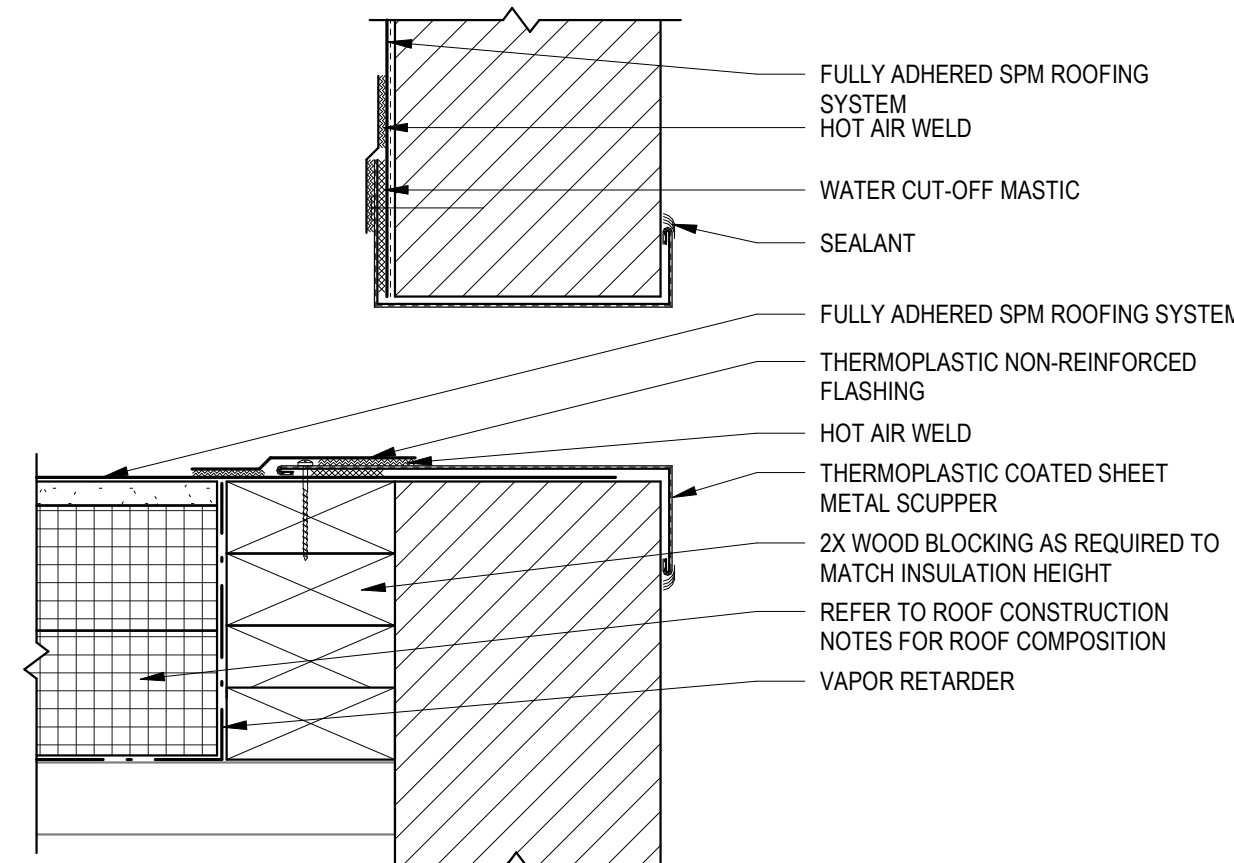 FULLY ADHERED SPM ROOFING
SYSTEM
HOT AIR WELD
WATER CUT-OFF MASTIC
SEALANT
FULLY ADHERED SPM ROOFING SYSTEM
THERMOPLASTIC NON-REINFORCED
FLASHING
HOT AIR WELD
THERMOPLASTIC COATED SHEET
METAL SCUPPER
2X WOOD BLOCKING AS REQUIRED TO
MATCH INSULATION HEIGHT
REFER TO ROOF CONSTRUCTION
NOTES FOR ROOF COMPOSITION
VAPOR RETARDER